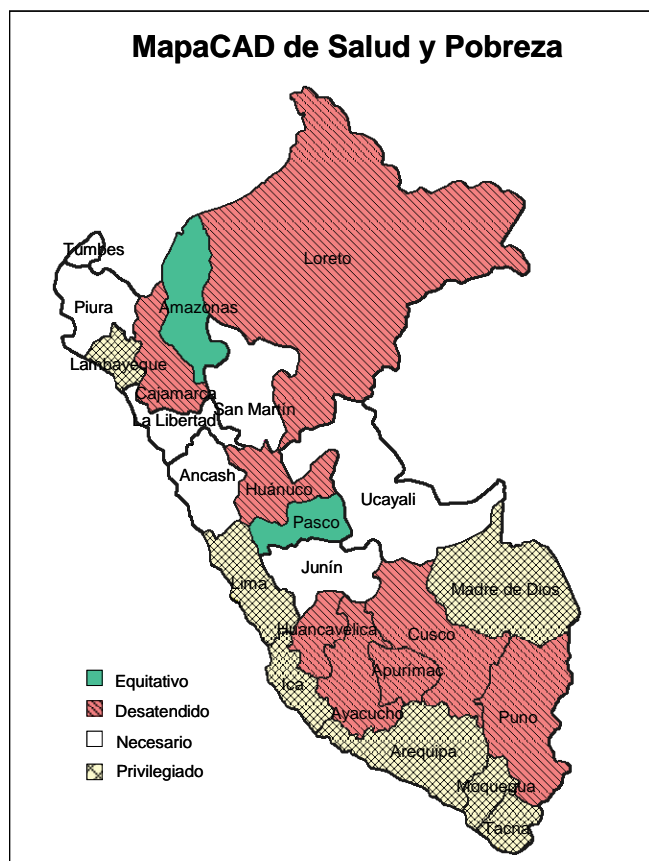 MapaCAD de Salud y Pobreza
Túmbes
Loreto
Piura
Amazonas
Lambayeque
Cajamarca
San Martín
La Libertad
Ancash
Huánuco
Ucayali
Pasco
Junín
Lima
Madre de Dios
Huancavelica
Cusco
Apurímac
Ica
Ayacucho
Puno
Arequipa
Moquegua
Tacna
Equitativo
Desatendido
Necesario
Privilegiado